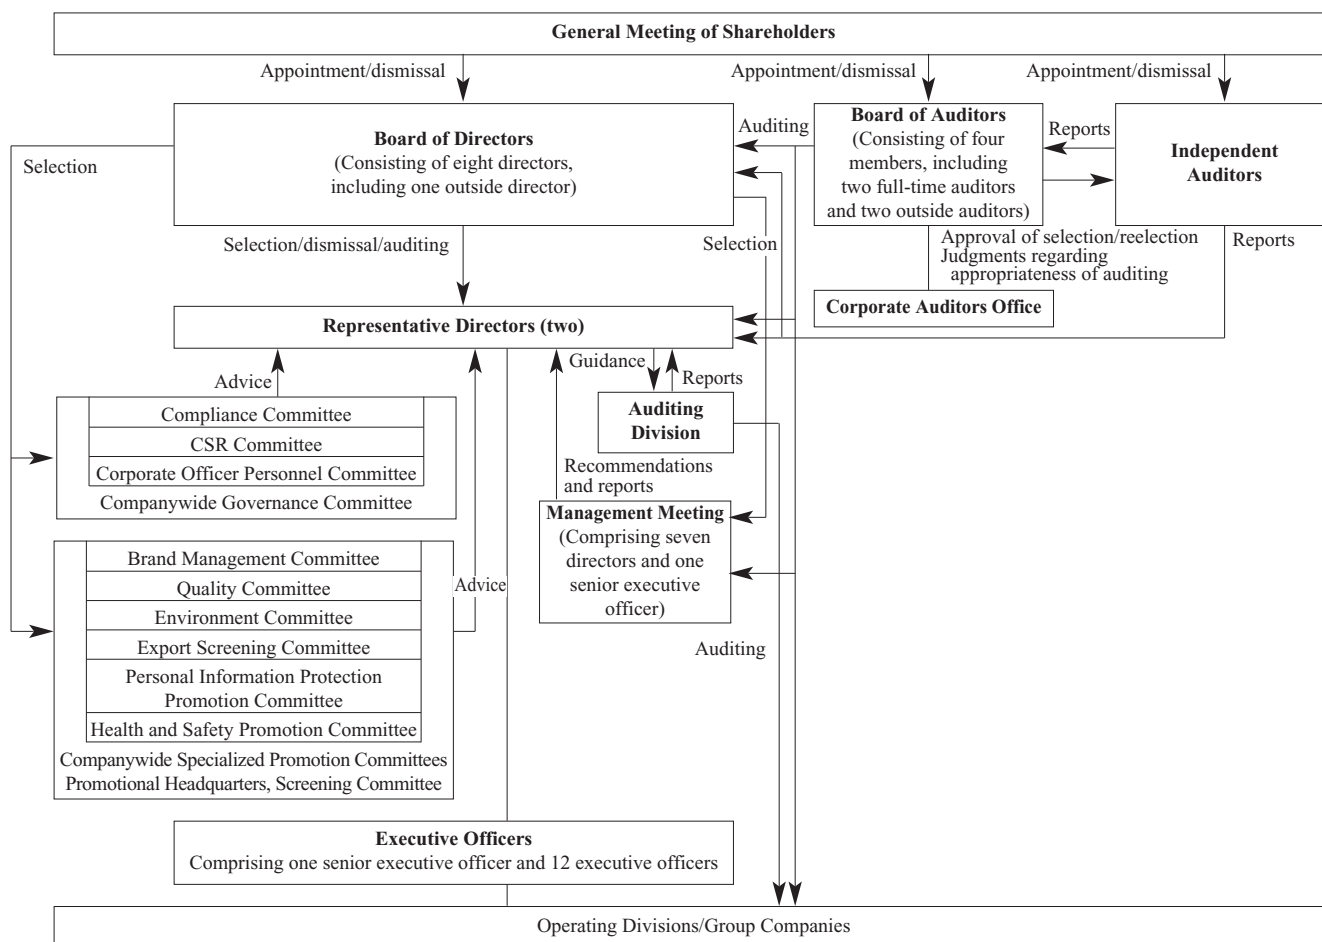 General Meeting of Shareholders
Appointment/dismissal
Appointment/dismissal
Appointment/dismissal
Board of Directors
(Consisting of eight directors,
including one outside director)
Auditing
Board of Auditors
(Consisting of four
members, including
two full-time auditors
and two outside auditors)
Reports
Independent
Auditors
Selection
Selection/dismissal/auditing
Selection
Approval of selection/reelection
Judgments regarding
appropriateness of auditing
Reports
Corporate Auditors Office
Representative Directors (two)
Guidance
Reports
Advice
Auditing
Division
Compliance Committee
CSR Committee
Corporate Officer Personnel Committee
Companywide Governance Committee
Recommendations
and reports
Management Meeting
(Comprising seven
directors and one
senior executive
officer)
Brand Management Committee
Quality Committee
Environment Committee
Export Screening Committee
Personal Information Protection
Promotion Committee
Health and Safety Promotion Committee
Companywide Specialized Promotion Committees
Promotional Headquarters, Screening Committee
Advice
Auditing
Executive Officers
Comprising one senior executive officer and 12 executive officers
Operating Divisions/Group Companies